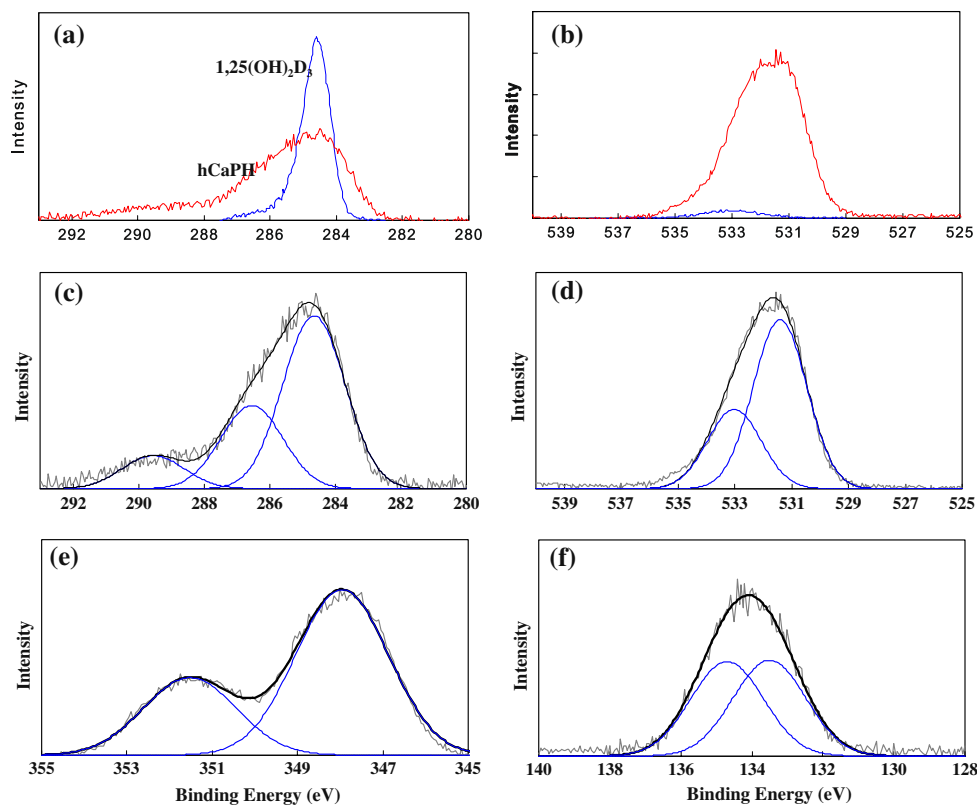 (a)
Intensity
1,25(OH)₂D₃
hCaPH
292 290 288 286 284 282 280
(b)
Intensity
539 537 535 533 531 529 527 525
(c)
Intensity
292 290 288 286 284 282 280
(d)
Intensity
539 537 535 533 531 529 527 525
(e)
Intensity
355 353 351 349 347 345
Binding Energy (eV)
(f)
Intensity
140 138 136 134 132 130 128
Binding Energy (eV)